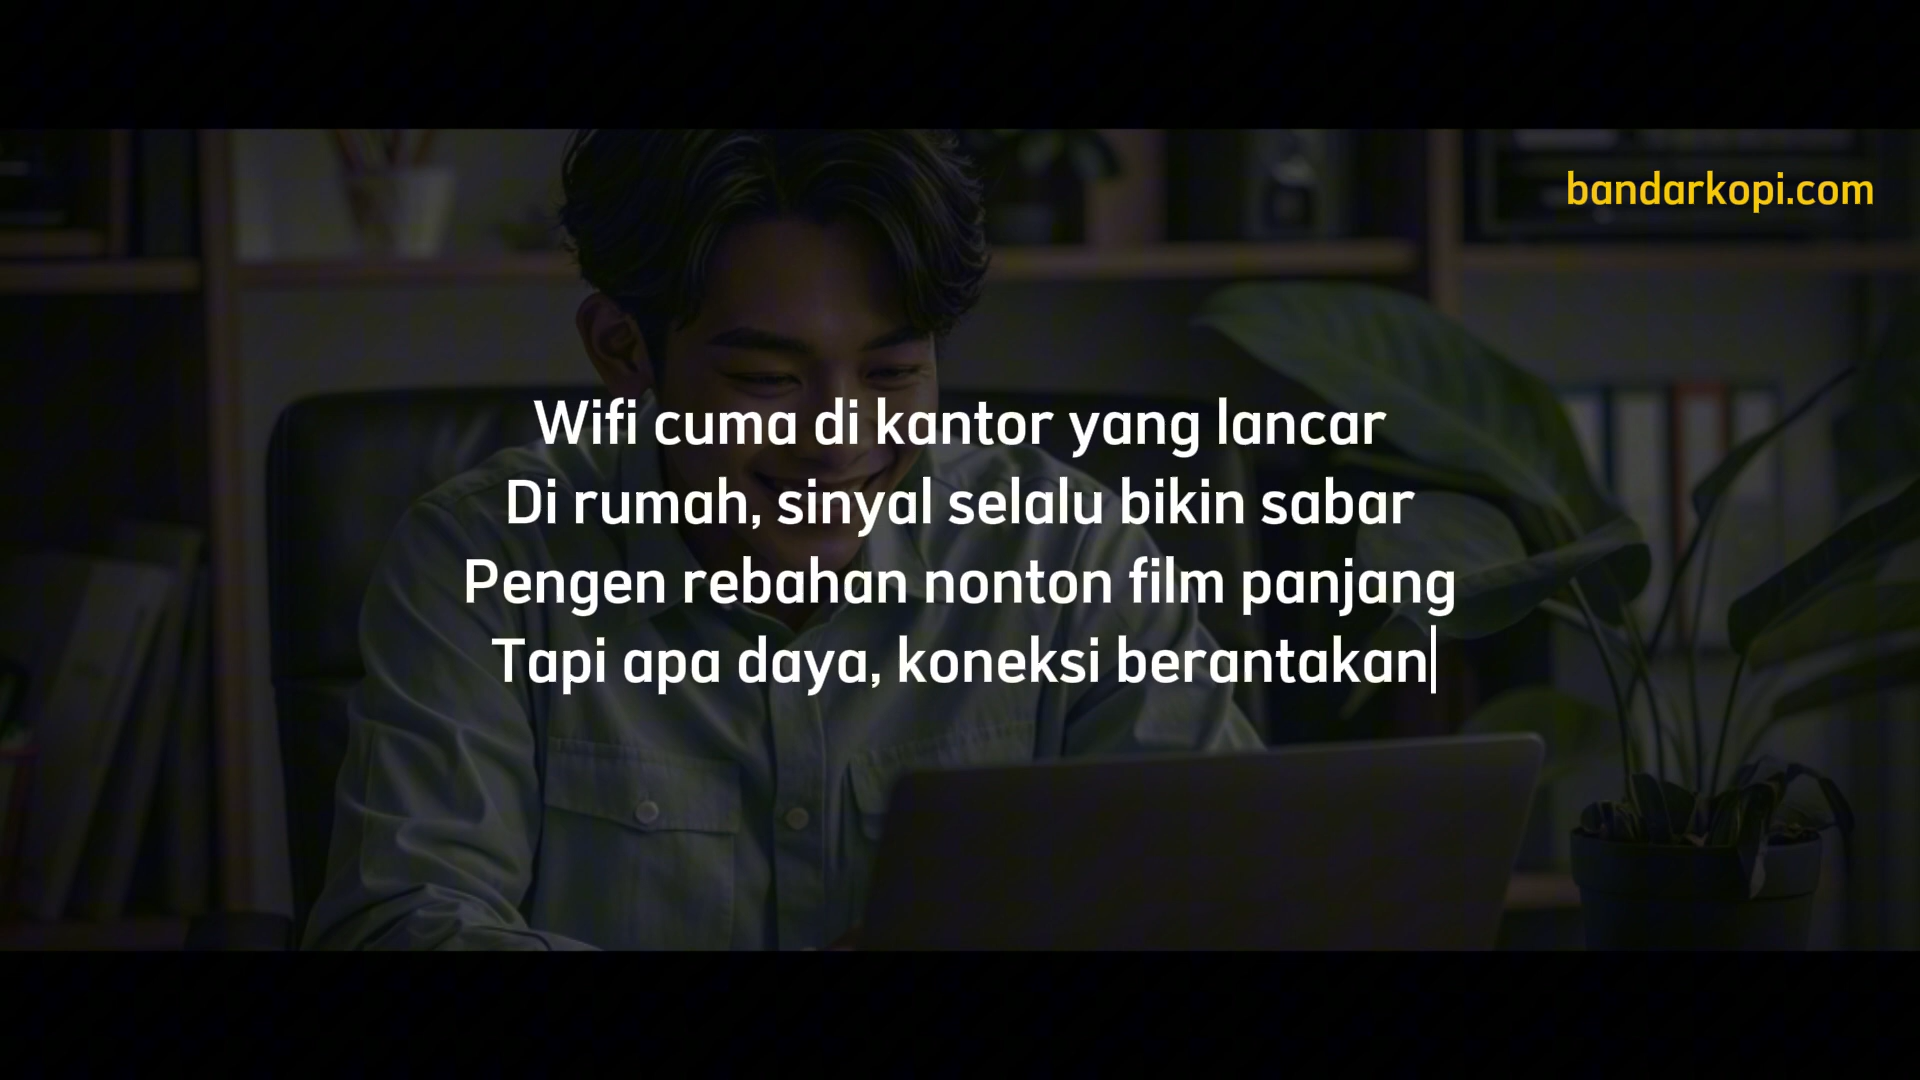 bandarkopi.com
Wifi cuma di kantor yang lancar
Di rumah, sinyal selalu bikin sabar
Pengen rebahan nonton film panjang
Tapi apa daya, koneksi berantakan